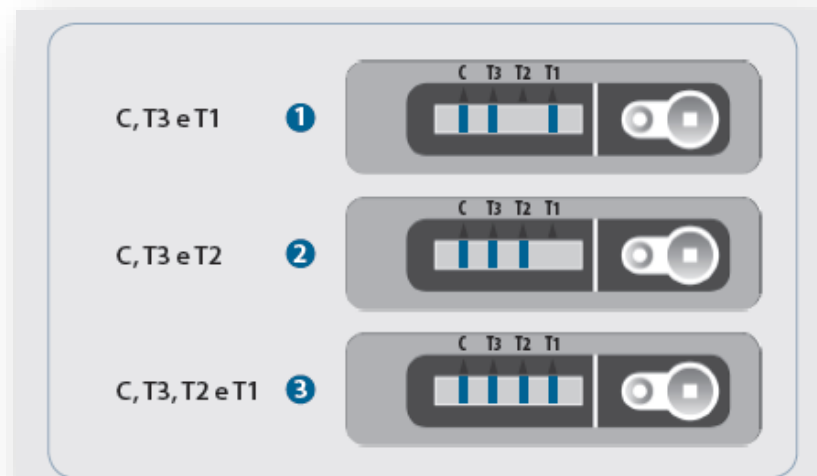 C T3 T2 T1
C, T3 e T1 1
C T3 T2 T1
C, T3 e T2 2
C T3 T2 T1
C, T3, T2 e T1 3